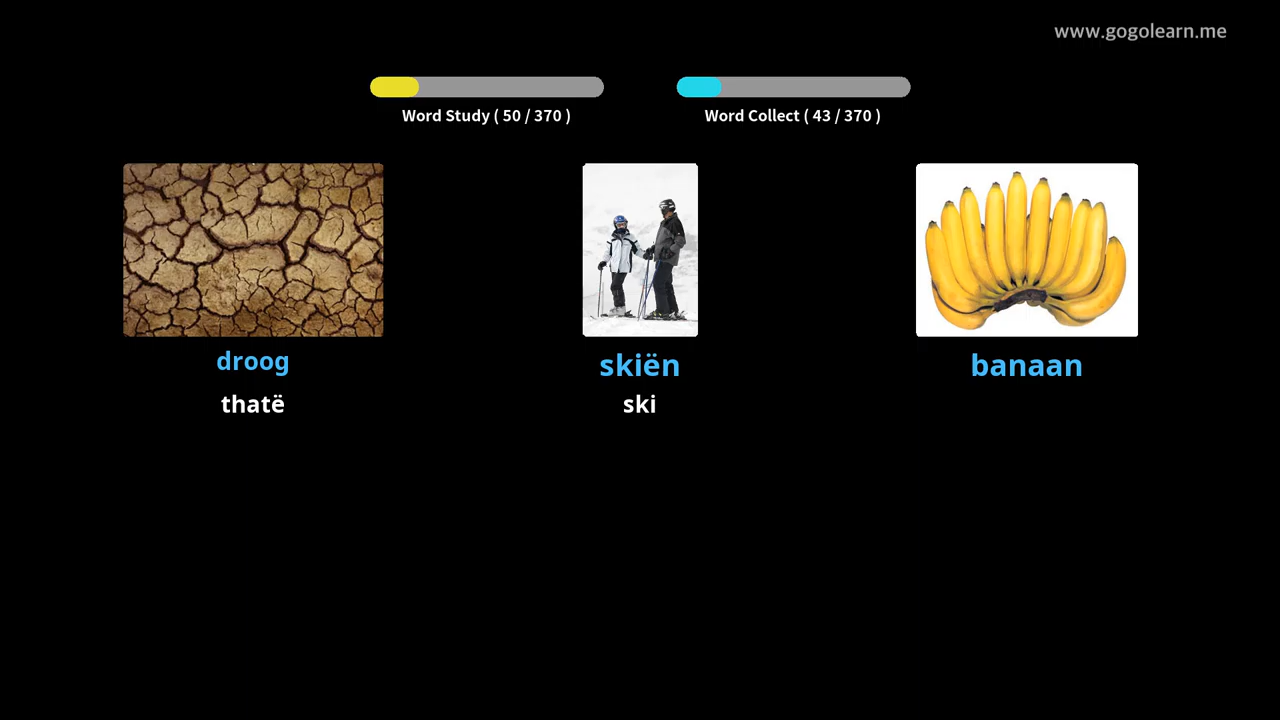 www.gogolearn.me
Word Study ( 50 / 370 )
Word Collect ( 43 / 370 )
droog
skiën
banaan
thatë
ski